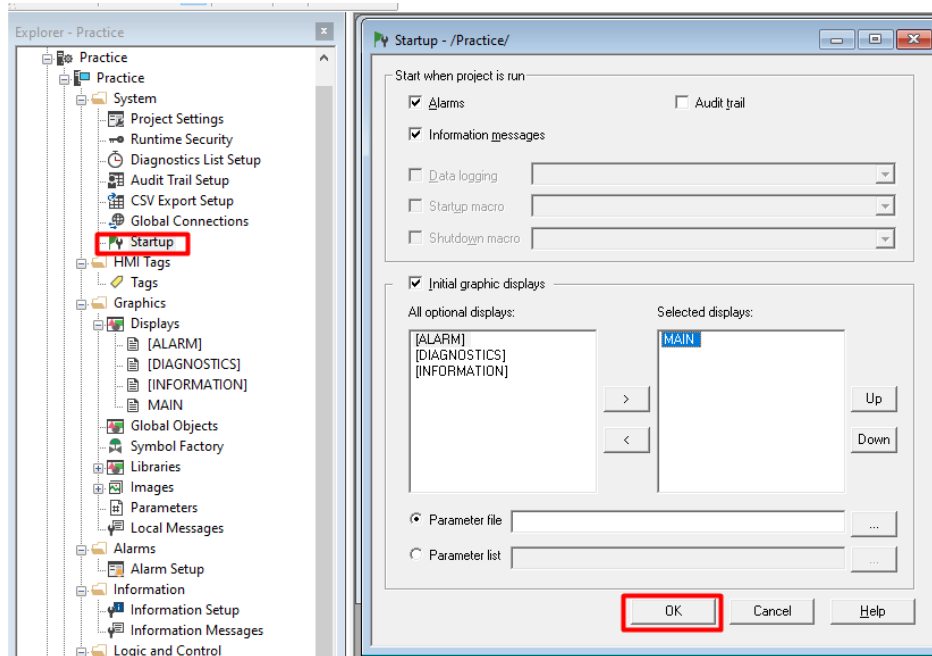 Explorer - Practice
Practice
Practice
System
Project Settings
Runtime Security
Diagnostics List Setup
Audit Trail Setup
CSV Export Setup
Global Connections
Startup
HMI Tags
Tags
Graphics
Displays
[ALARM]
[DIAGNOSTICS]
[INFORMATION]
MAIN
Global Objects
Symbol Factory
Libraries
Images
Parameters
Local Messages
Alarms
Alarm Setup
Information
Information Setup
Information Messages
Logic and Control
Startup - /Practice/
Start when project is run
Alarms
Audit trail
Information messages
Data logging
Startup macro
Shutdown macro
Initial graphic displays
All optional displays:
Selected displays:
[ALARM]
[DIAGNOSTICS]
[INFORMATION]
MAIN
>
<
Up
Down
Parameter file
...
Parameter list
...
OK
Cancel
Help